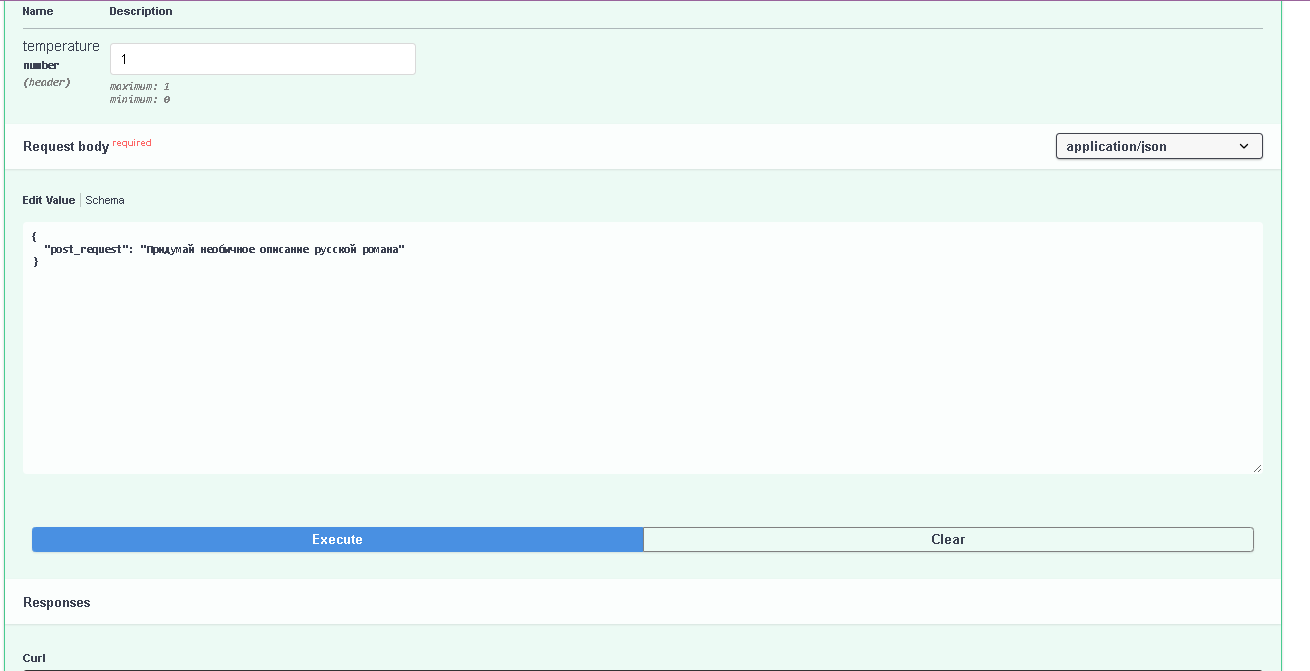 Name Description
temperature
number
(header)
1
maximum: 1
minimum: 0
Request body required
application/json
Edit Value Schema
{
"post_request": "Придумай необичное описание русской романа"
}
Execute Clear
Responses
Curl